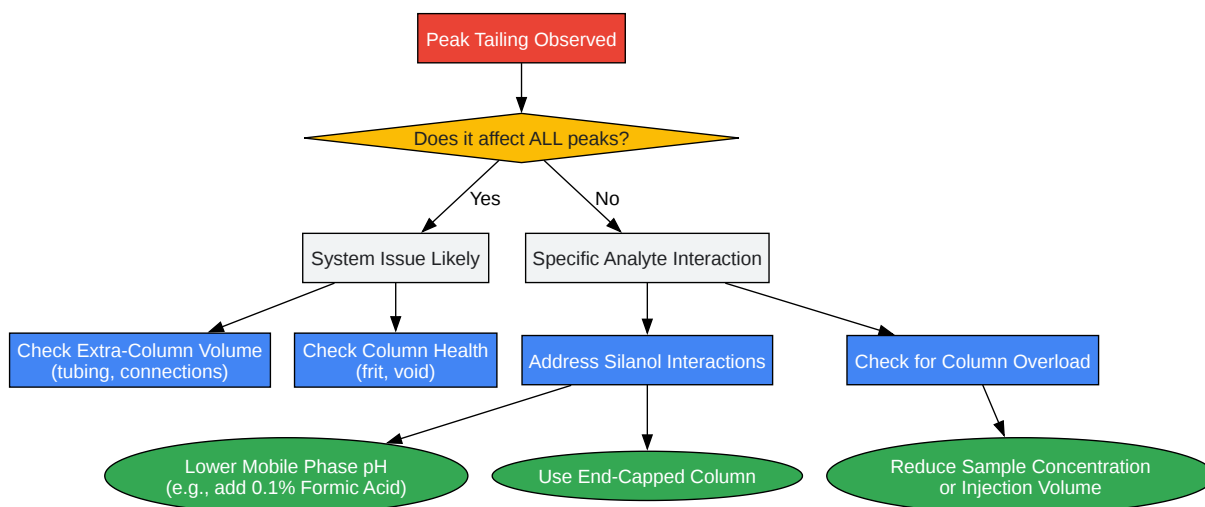 Peak Tailing Observed
Does it affect ALL peaks?
Yes
No
System Issue Likely
Specific Analyte Interaction
Check Extra-Column Volume
(tubing, connections)
Check Column Health
(frit, void)
Address Silanol Interactions
Check for Column Overload
Lower Mobile Phase pH
(e.g., add 0.1% Formic Acid)
Use End-Capped Column
Reduce Sample Concentration
or Injection Volume